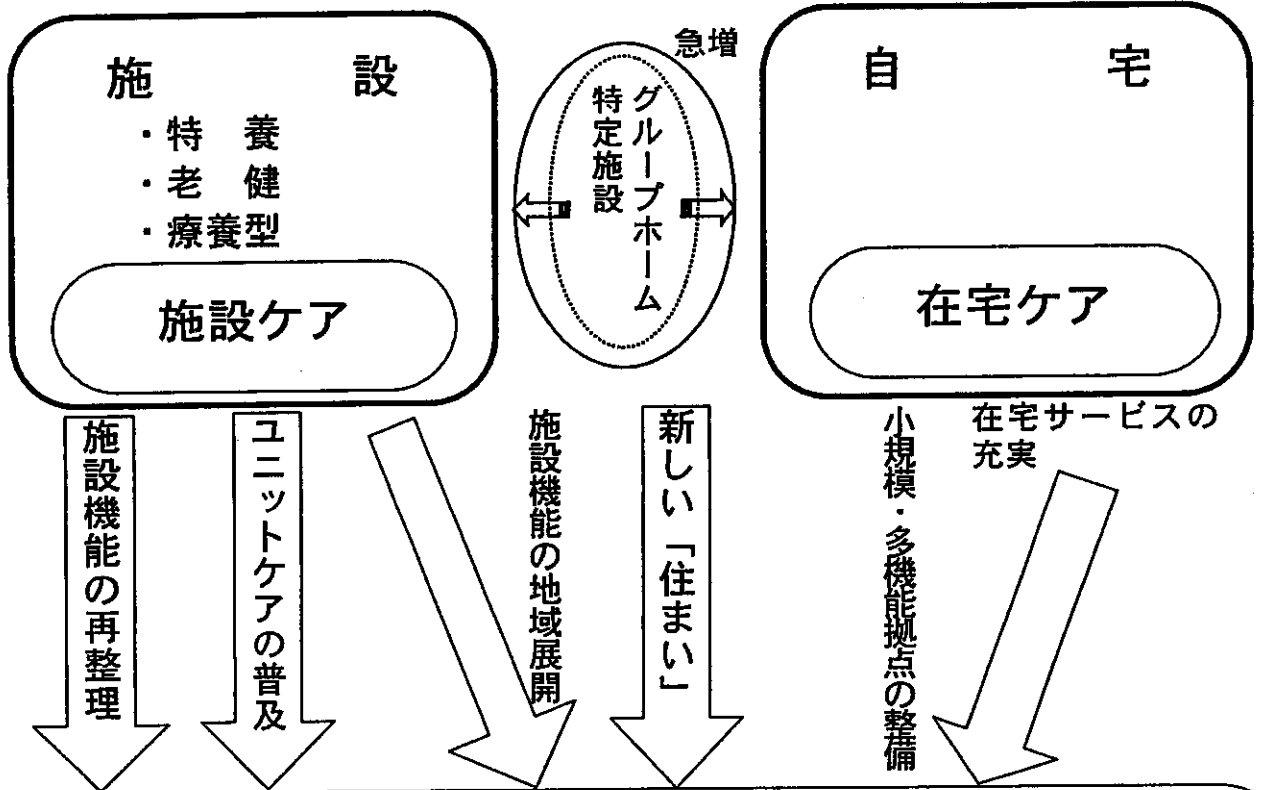 施設
・特養
・老健
・療養型
施設ケア
急増
グループホーム
特定施設
自宅
在宅ケア
施設機能の再整理
ユニットケアの普及
施設機能の地域展開
新しい「住まい」
小規模・多機能拠点の整備
在宅サービスの
充実